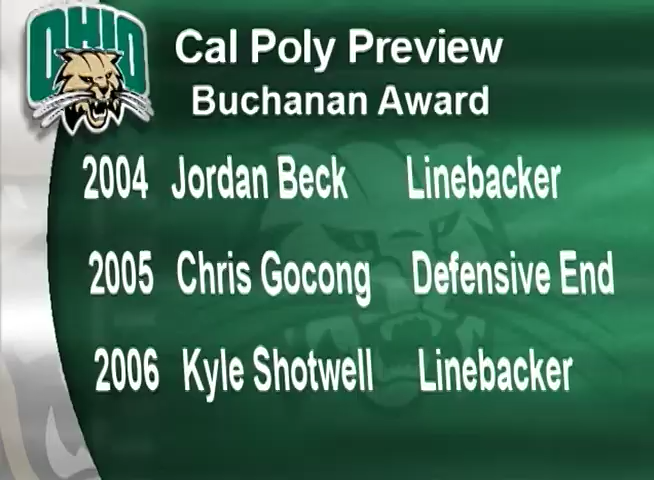 OHIO
Cal Poly Preview
Buchanan Award
2004 Jordan Beck Linebacker
2005 Chris Gocong Defensive End
2006 Kyle Shotwell Linebacker